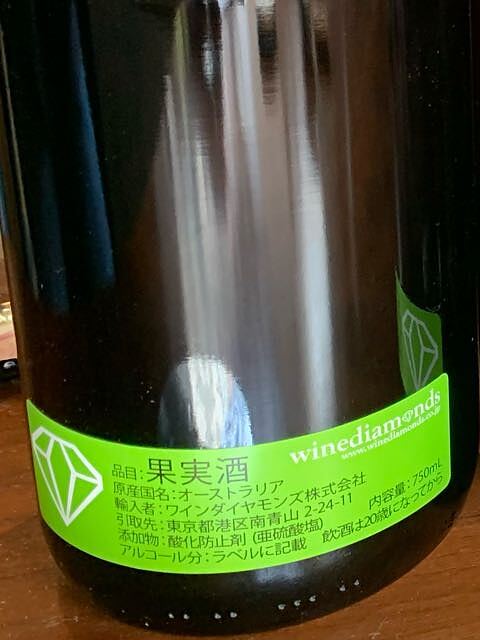 winediamonds
www.winediamonds.co.jp
品目:果実酒
原産国名:オーストラリア
輸入者:ワインダイヤモンズ株式会社
引取先:東京都港区南青山 2-24-11
添加物:酸化防止剤 (亜硫酸塩) 内容量:750mL
アルコール分:ラベルに記載 飲酒は20歳になってから